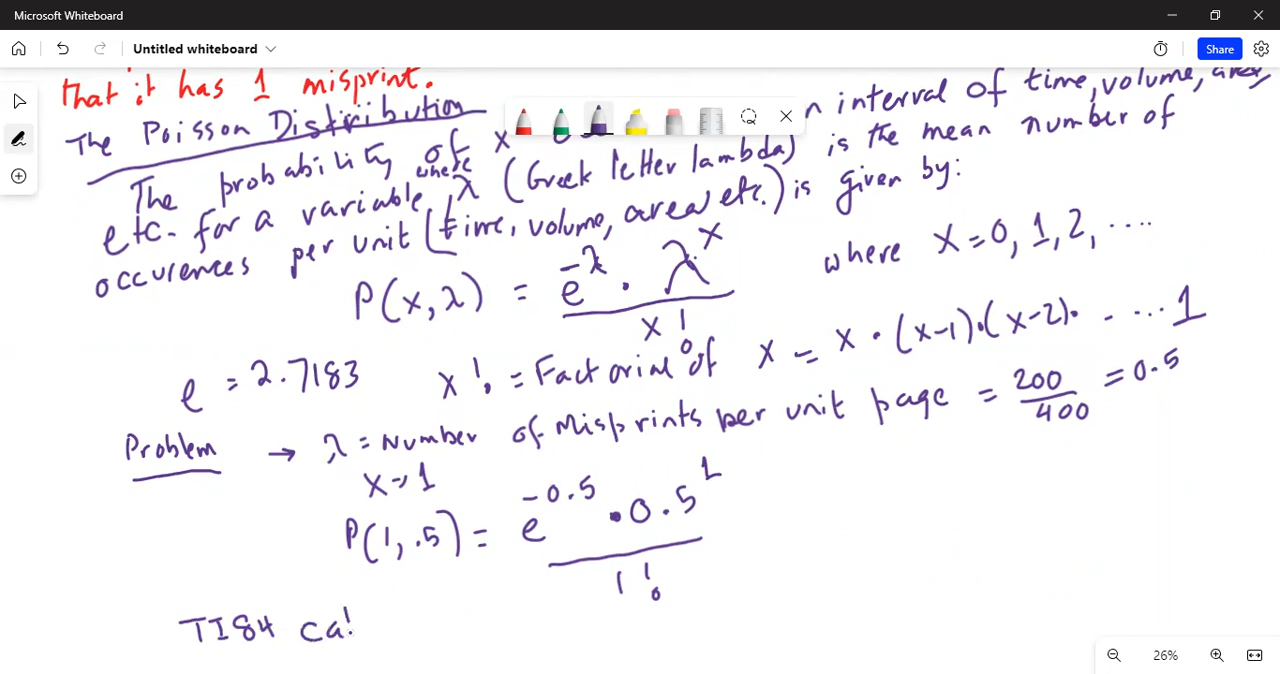 Microsoft Whiteboard
Untitled whiteboard
Share
that it has 1 misprint.
The Poisson Distriibution
The probability of x interval of time, volume, area,
etc. for a variable, where λ (Greek letter lambda) is the mean number of
occurences per unit (time, volume, area etc.) is given by:
P(x, λ) = e^-λ . λ^x / x! where x = 0, 1, 2, ....
e = 2.7183 x! = Factorial of x = x . (x-1).(x-2). . ... 1
Problem → λ = Number of Misprints per unit page = 200/400 = 0.5
x → 1
P(1, .5) = e^-0.5 . 0.5^1 / 1!
TI84 cal
26%